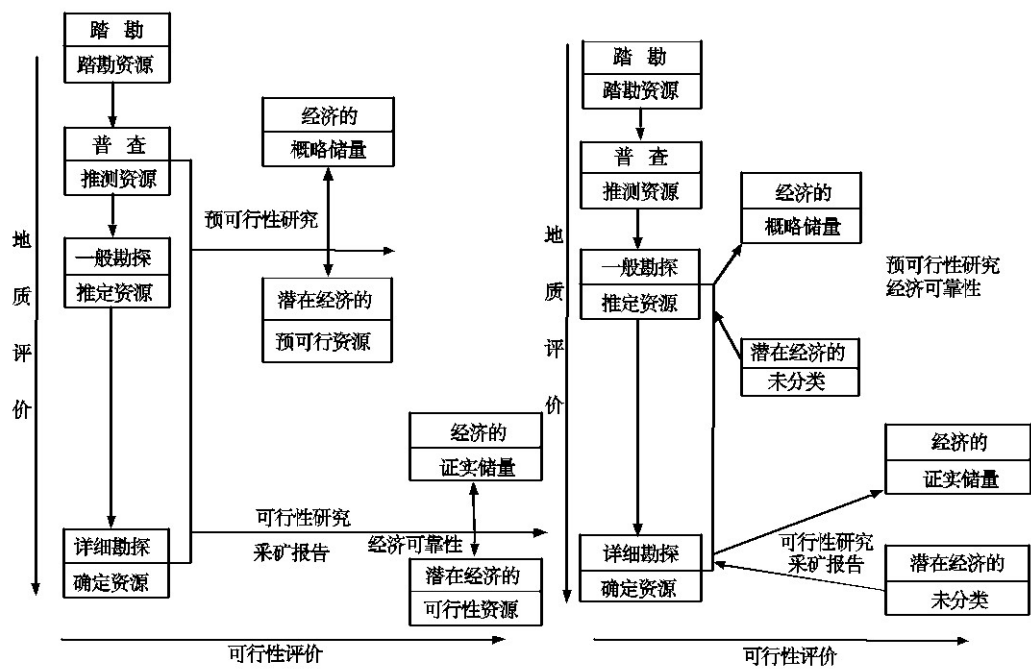 踏 勘
踏勘资源
普 查
推测资源
一般勘探
推定资源
详细勘探
确定资源
地质评价
经济的
概略储量
预可行性研究
潜在经济的
预可行资源
经济的
证实储量
可行性研究
采矿报告
经济可靠性
潜在经济的
可行性资源
可行性评价
踏 勘
踏勘资源
普 查
推测资源
一般勘探
推定资源
详细勘探
确定资源
地质评价
经济的
概略储量
预可行性研究
经济可靠性
潜在经济的
未分类
经济的
证实储量
可行性研究
采矿报告
潜在经济的
未分类
可行性评价